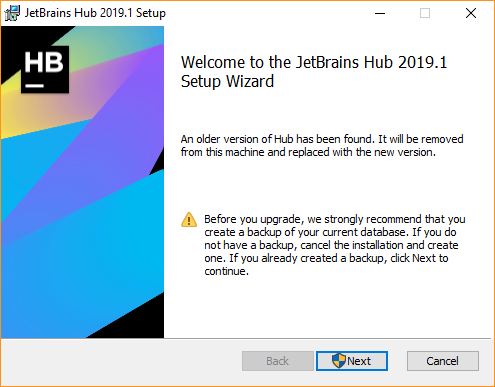 JetBrains Hub 2019.1 Setup
HB
Welcome to the JetBrains Hub 2019.1
Setup Wizard
An older version of Hub has been found. It will be removed
from this machine and replaced with the new version.
Before you upgrade, we strongly recommend that you
create a backup of your current database. If you do
not have a backup, cancel the installation and create
one. If you already created a backup, click Next to
continue.
Back
Next
Cancel